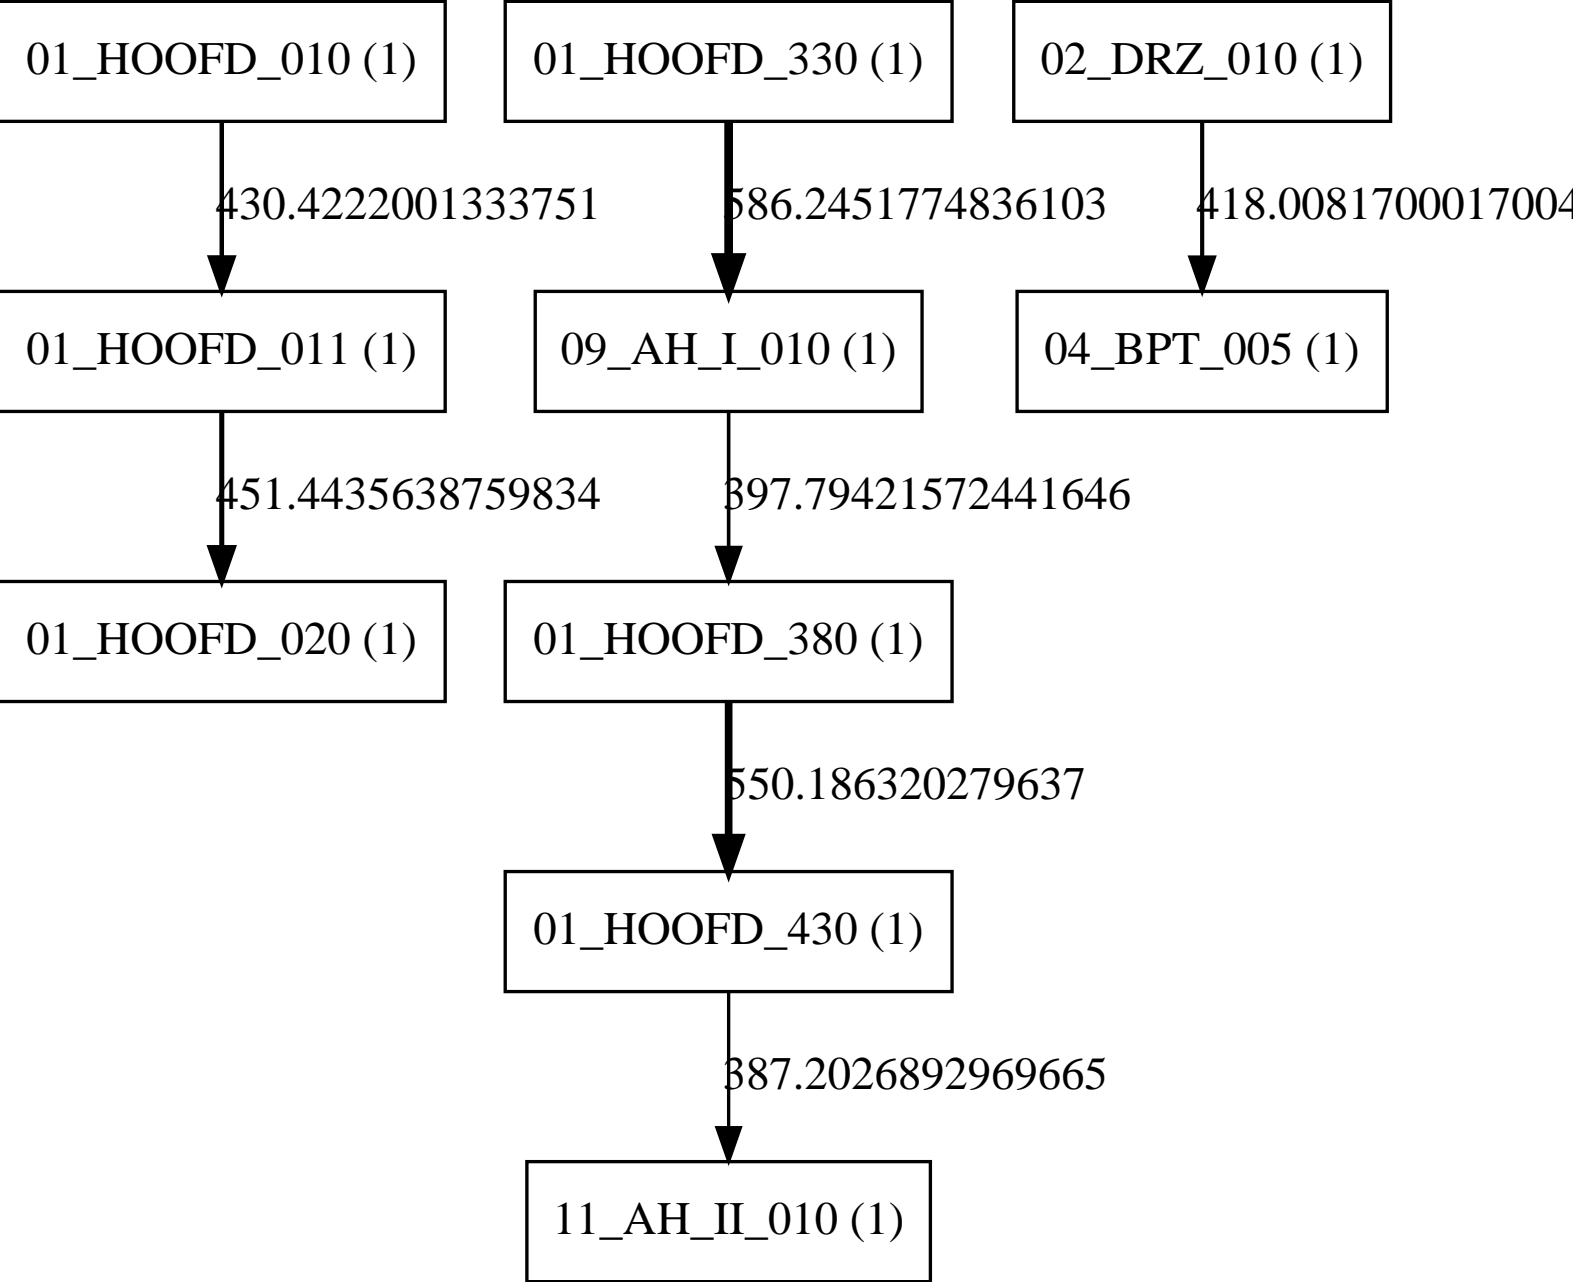 01_HOOFD_010 (1)
01_HOOFD_330 (1)
02_DRZ_010 (1)
430.4222001333751
586.2451774836103
418.0081700017004
01_HOOFD_011 (1)
09_AH_I_010 (1)
04_BPT_005 (1)
451.4435638759834
397.79421572441646
01_HOOFD_020 (1)
01_HOOFD_380 (1)
550.186320279637
01_HOOFD_430 (1)
387.2026892969665
11_AH_II_010 (1)